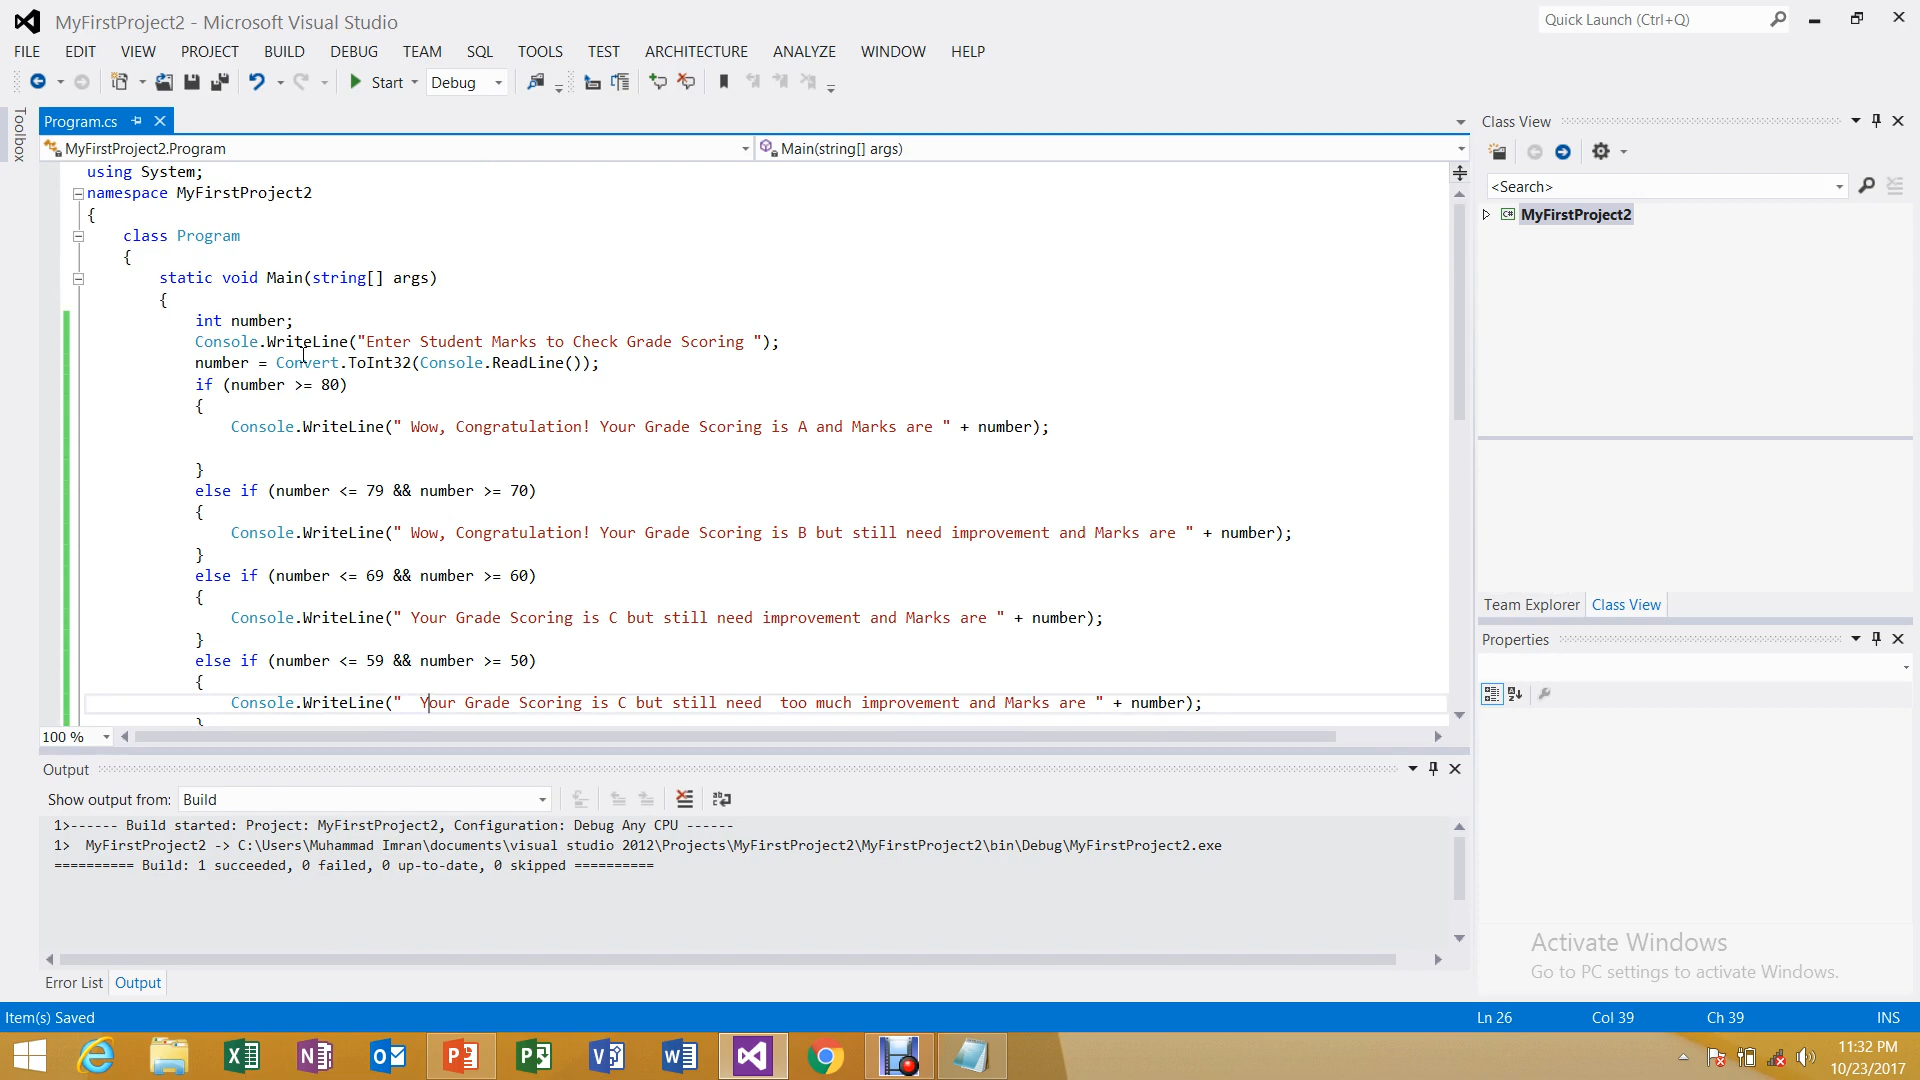 MyFirstProject2 - Microsoft Visual Studio
Quick Launch (Ctrl+Q)
FILE EDIT VIEW PROJECT BUILD DEBUG TEAM SQL TOOLS TEST ARCHITECTURE ANALYZE WINDOW HELP
Start Debug
Toolbox
Program.cs
MyFirstProject2.Program
Main(string[] args)
using System;
namespace MyFirstProject2
{
class Program
{
static void Main(string[] args)
{
int number;
Console.WriteLine("Enter Student Marks to Check Grade Scoring ");
number = Convert.ToInt32(Console.ReadLine());
if (number >= 80)
{
Console.WriteLine(" Wow, Congratulation! Your Grade Scoring is A and Marks are " + number);
}
else if (number <= 79 && number >= 70)
{
Console.WriteLine(" Wow, Congratulation! Your Grade Scoring is B but still need improvement and Marks are " + number);
}
else if (number <= 69 && number >= 60)
{
Console.WriteLine(" Your Grade Scoring is C but still need improvement and Marks are " + number);
}
else if (number <= 59 && number >= 50)
{
Console.WriteLine("  Your Grade Scoring is C but still need  too much improvement and Marks are " + number);
}
100 %
Class View
<Search>
MyFirstProject2
Team Explorer Class View
Properties
Output
Show output from: Build
1>------ Build started: Project: MyFirstProject2, Configuration: Debug Any CPU ------
1>  MyFirstProject2 -> C:\Users\Muhammad Imran\documents\visual studio 2012\Projects\MyFirstProject2\MyFirstProject2\bin\Debug\MyFirstProject2.exe
========== Build: 1 succeeded, 0 failed, 0 up-to-date, 0 skipped ==========
Activate Windows
Go to PC settings to activate Windows.
Error List Output
Item(s) Saved
Ln 26 Col 39 Ch 39 INS
11:32 PM
10/23/2017